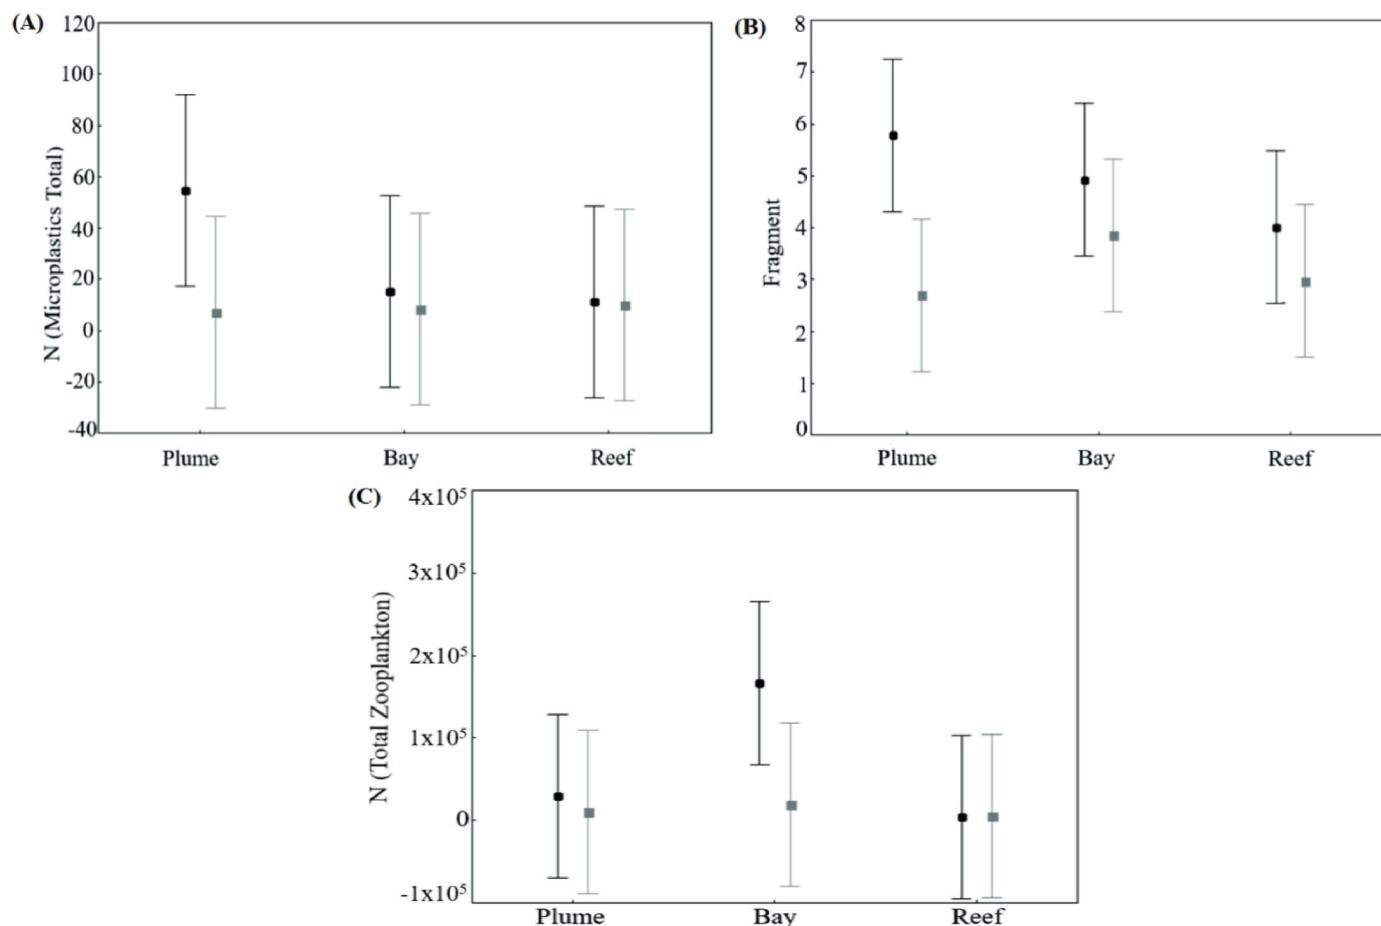 (A)
N (Microplastics Total)
120
100
80
60
40
20
0
-20
-40
Plume Bay Reef
(B)
Fragment
8
7
6
5
4
3
2
1
0
Plume Bay Reef
(C)
N (Total Zooplankton)
4x10⁵
3x10⁵
2x10⁵
1x10⁵
0
-1x10⁵
Plume Bay Reef